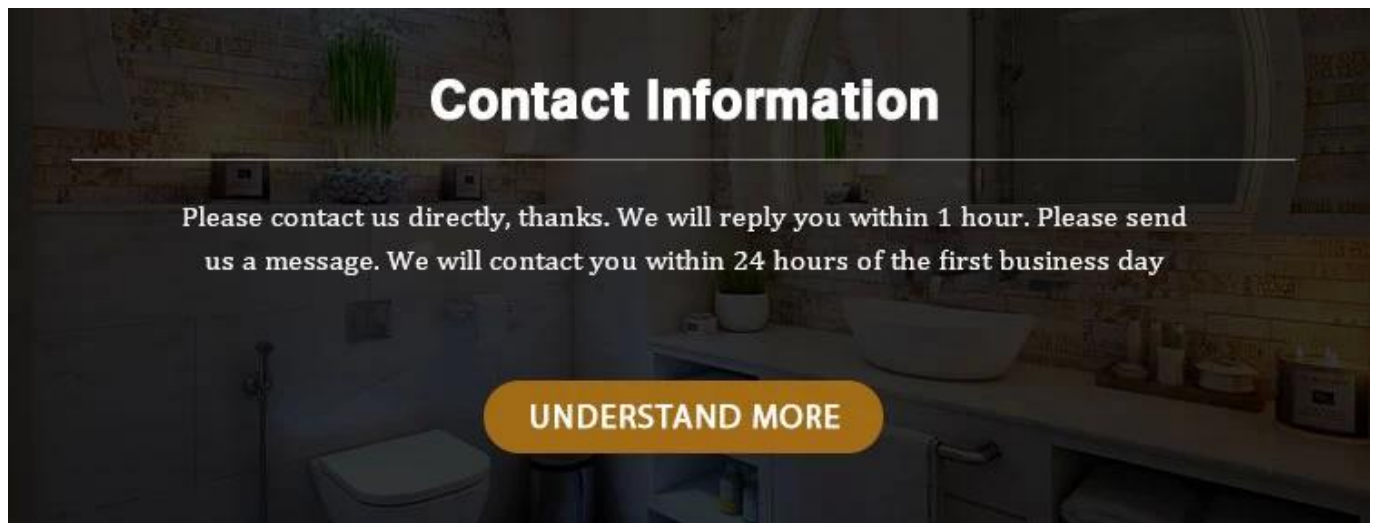 Contact Information
Please contact us directly, thanks. We will reply you within 1 hour. Please send
us a message. We will contact you within 24 hours of the first business day
UNDERSTAND MORE